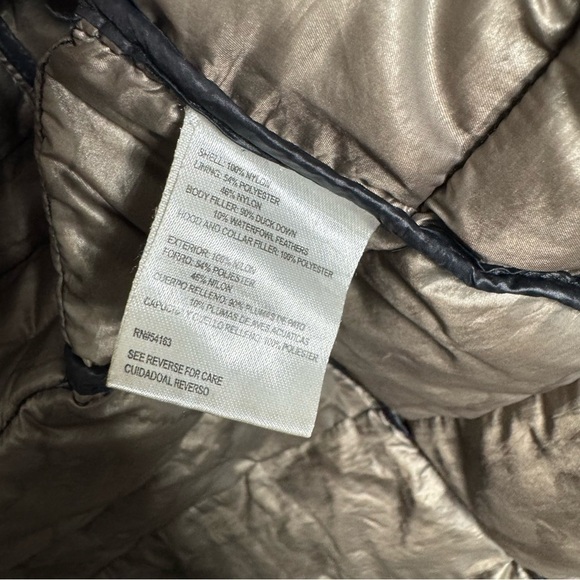 SHELL: 100% NYLON
LINING: 54% POLYESTER
46% NYLON
BODY FILLER: 90% DUCK DOWN
10% WATERFOWL FEATHERS
HOOD AND COLLAR FILLER: 100% POLYESTER
EXTERIOR: 100% NILON
FORRO: 54% POLIESTER
46% NILON
CUERPO RELLENO: 90% PLUMAS DE PATO
10% PLUMAS DE AVES ACUATICAS
CAPUCHA Y CUELLO RELLENO: 100% POLIESTER
RN#54163
SEE REVERSE FOR CARE
CUIDADOAL REVERSO